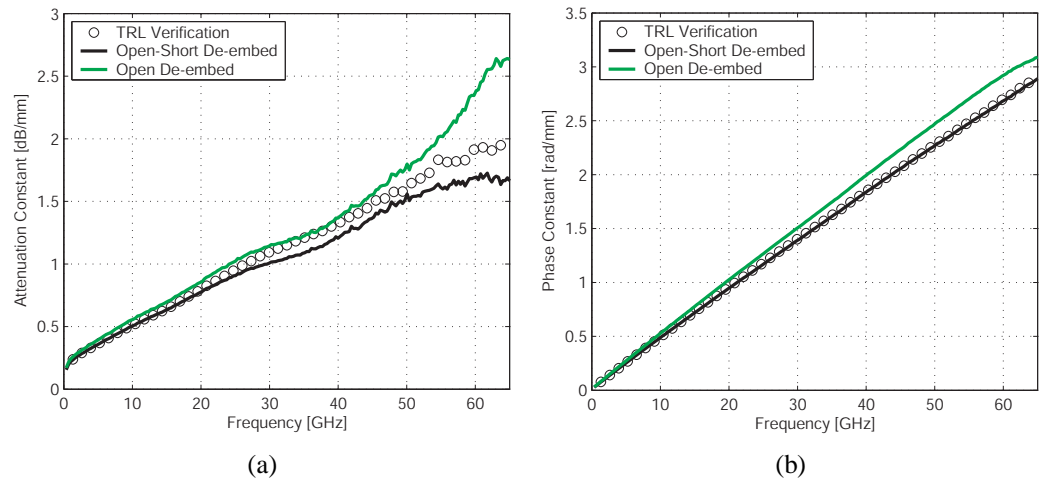 3
2.5
2
1.5
1
0.5
0
0 10 20 30 40 50 60
Attenuation Constant [dB/mm]
Frequency [GHz]
TRL Verification
Open-Short De-embed
Open De-embed
(a)
3.5
3
2.5
2
1.5
1
0.5
0
0 10 20 30 40 50 60
Phase Constant [rad/mm]
Frequency [GHz]
TRL Verification
Open-Short De-embed
Open De-embed
(b)